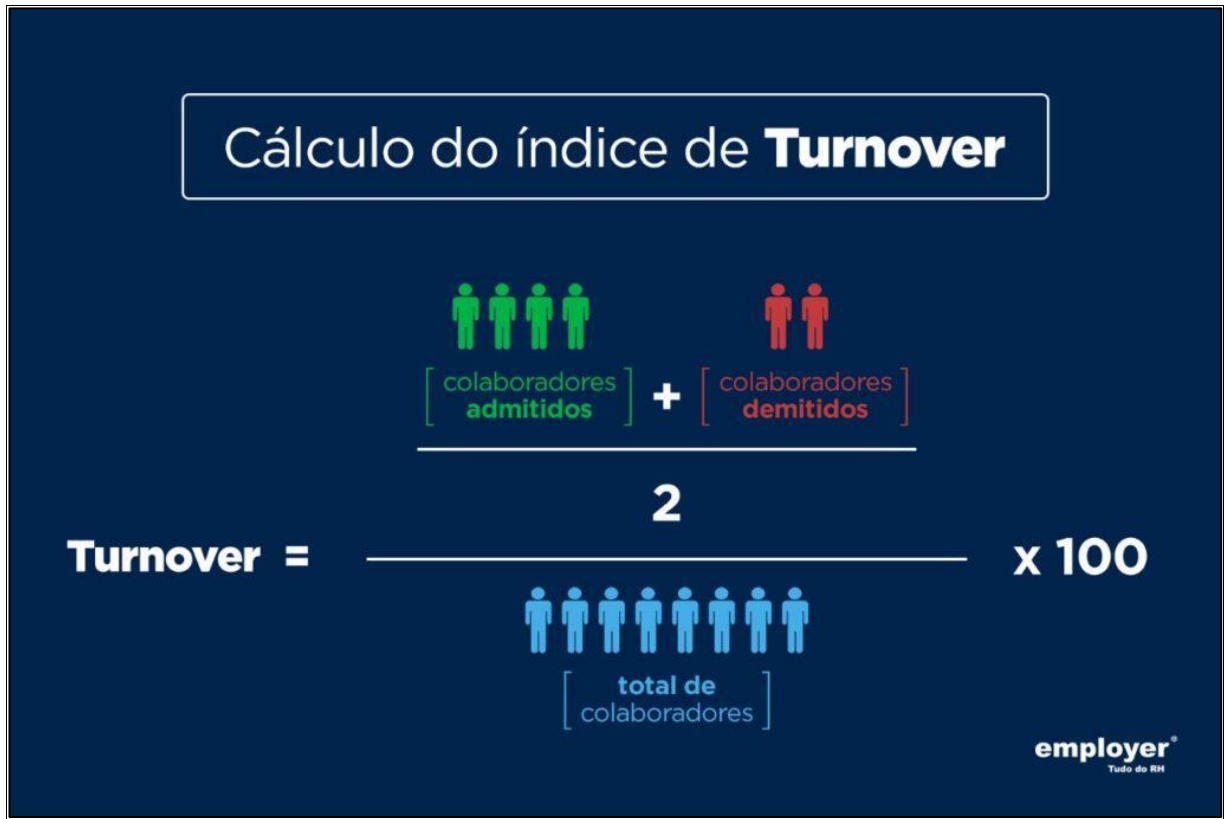 Cálculo do índice de Turnover
[ colaboradores admitidos ] + [ colaboradores demitidos ]
2
Turnover = x 100
[ total de colaboradores ]
employer®
Tudo do RH